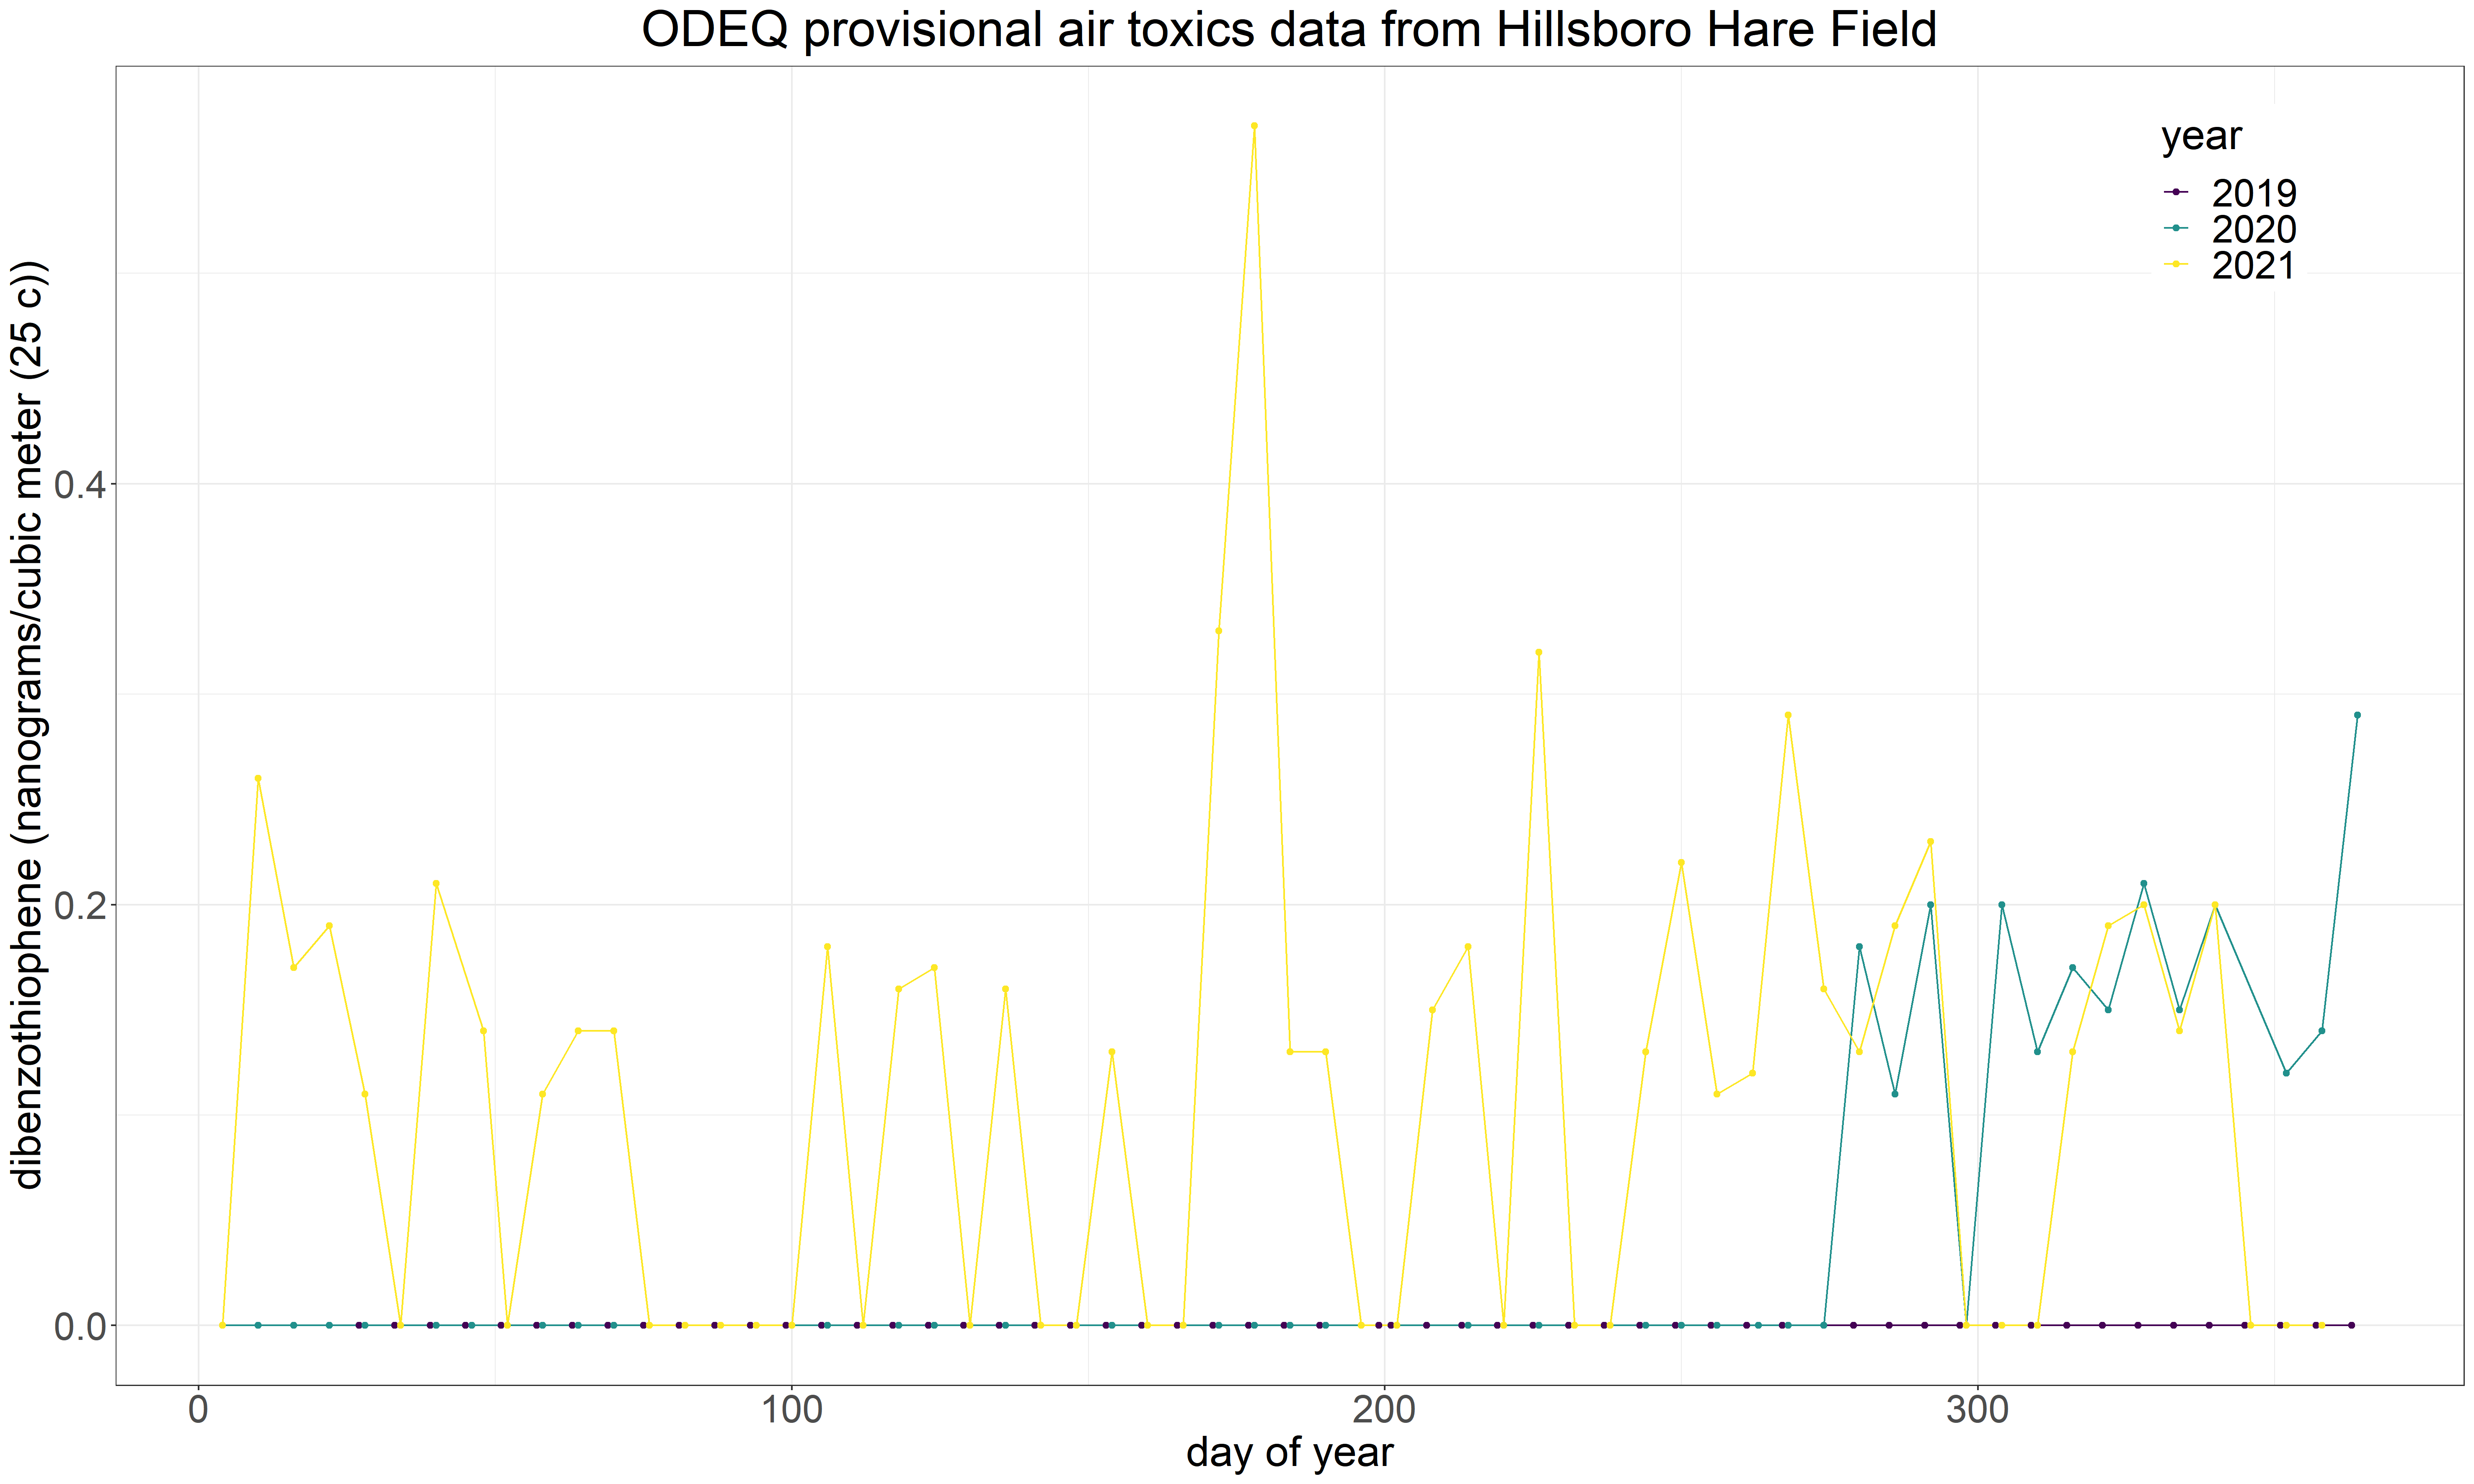 ODEQ provisional air toxics data from Hillsboro Hare Field
year
2019
2020
2021
dibenzothiophene (nanograms/cubic meter (25 c))
0.4
0.2
0.0
0 100 200 300
day of year